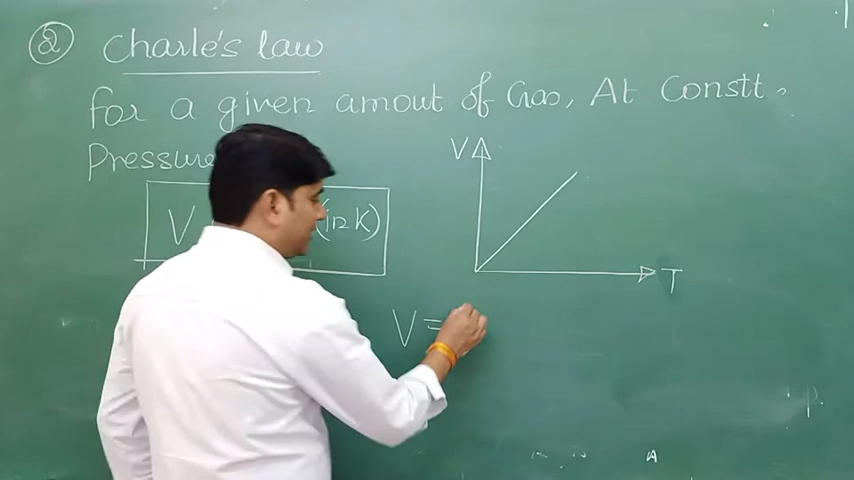 2 Charle's law
for a given amout of Gas, At Constt.
Pressure
V (in K)
V
T
V =
P.